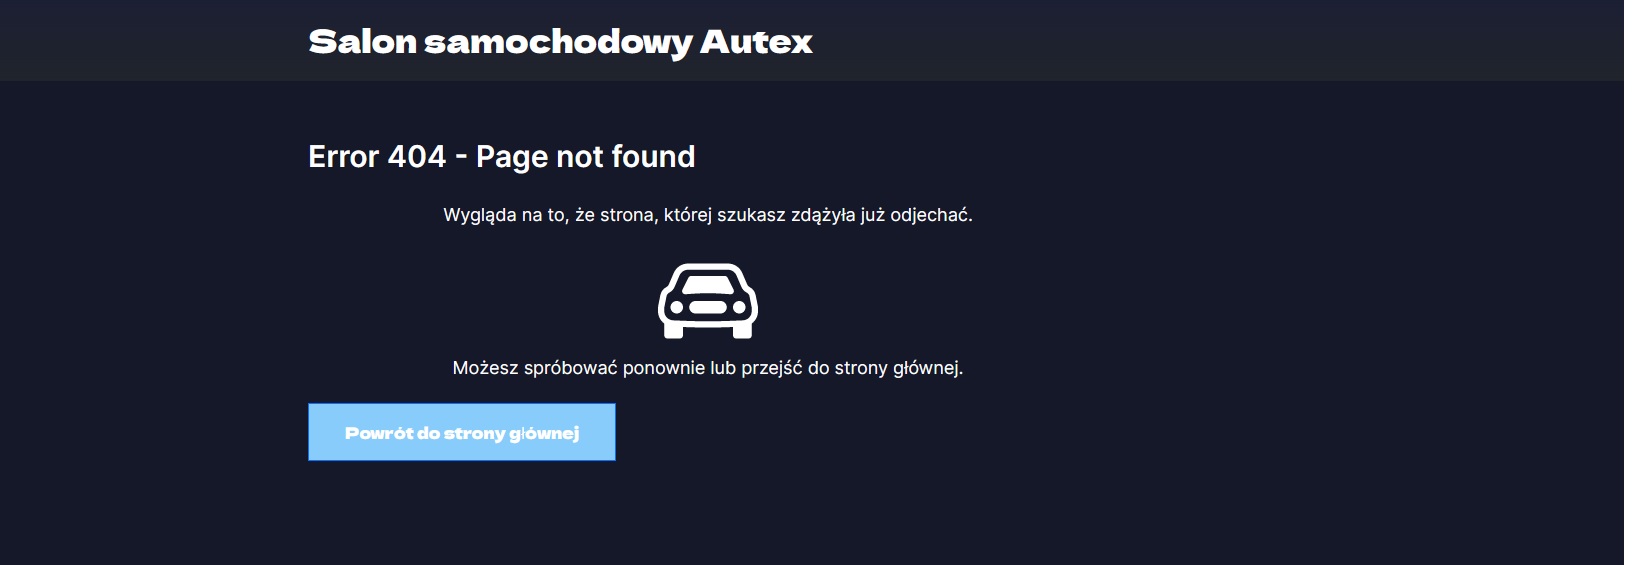 Salon samochodowy Autex
Error 404 - Page not found
Wygląda na to, że strona, której szukasz zdążyła już odjechać.
Możesz spróbować ponownie lub przejść do strony głównej.
Powrót do strony głównej